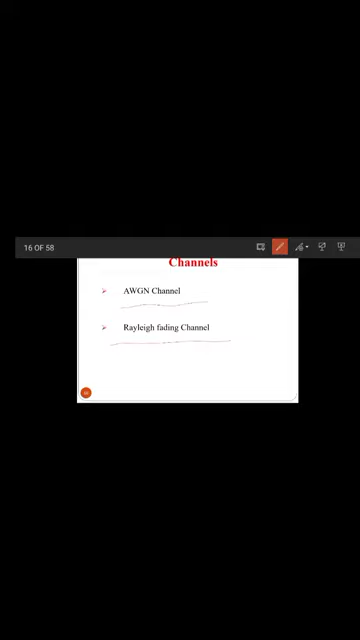 16 OF 58
Channels
➤ AWGN Channel
➤ Rayleigh fading Channel